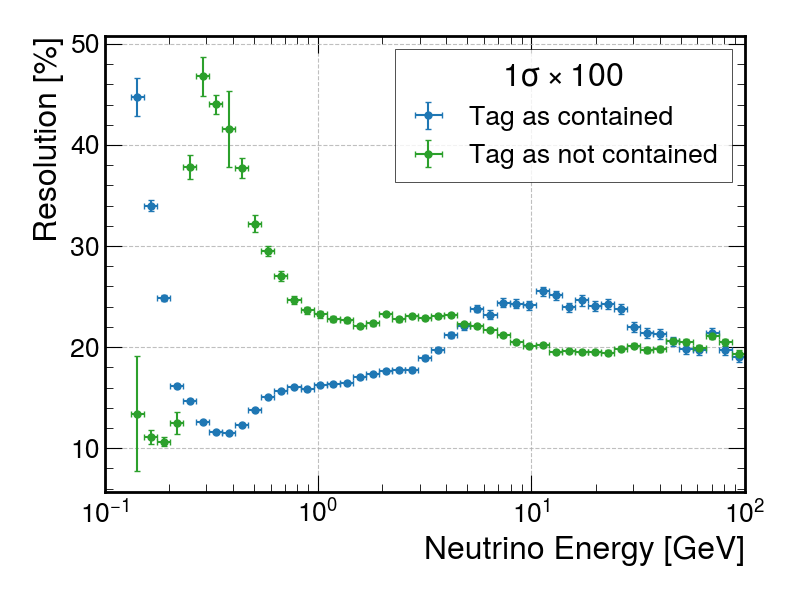 50
40
30
20
10
Resolution [%]
1σ × 100
Tag as contained
Tag as not contained
10⁻¹ 10⁰ 10¹ 10²
Neutrino Energy [GeV]